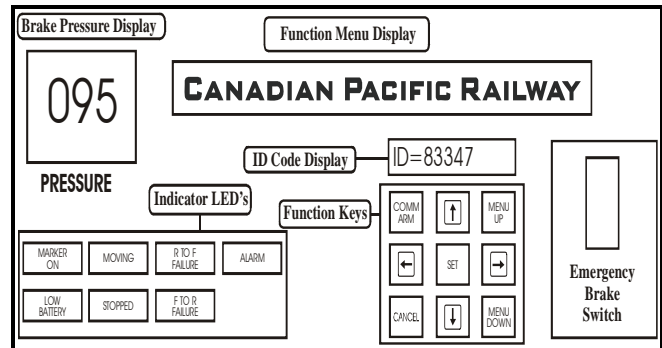 Brake Pressure Display
Function Menu Display
095
CANADIAN PACIFIC RAILWAY
ID Code Display
ID=83347
PRESSURE
Indicator LED's
Function Keys
COMM
ARM
MENU
UP
MARKER
ON
MOVING
R TO F
FAILURE
ALARM
SET
LOW
BATTERY
STOPPED
F TO R
FAILURE
CANCEL
MENU
DOWN
Emergency
Brake
Switch